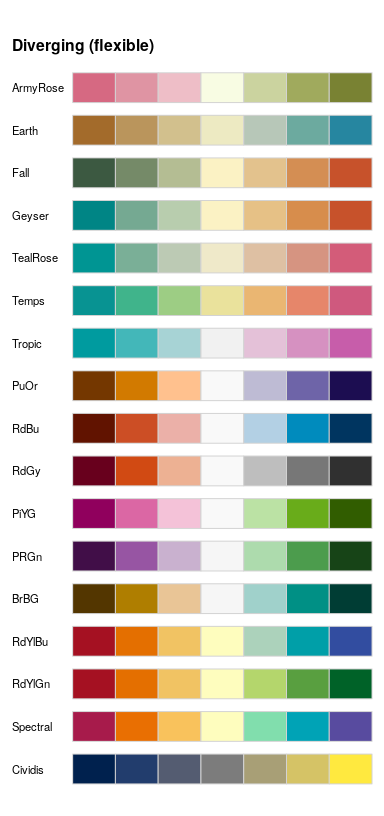 Diverging (flexible)
ArmyRose
Earth
Fall
Geyser
TealRose
Temps
Tropic
PuOr
RdBu
RdGy
PiYG
PRGn
BrBG
RdYlBu
RdYlGn
Spectral
Cividis